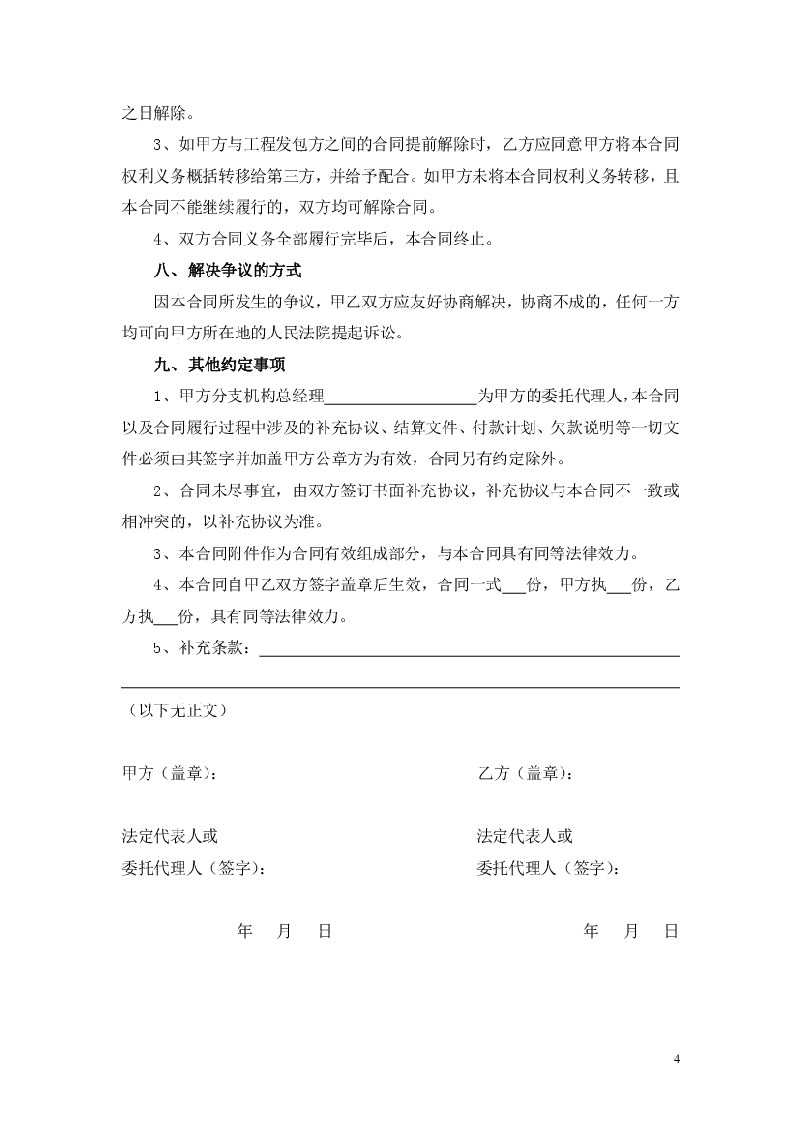 之日解除。
3、如甲方与工程发包方之间的合同提前解除时，乙方应同意甲方将本合同
权利义务概括转移给第三方，并给予配合。如甲方未将本合同权利义务转移，且
本合同不能继续履行的，双方均可解除合同。
4、双方合同义务全部履行完毕后，本合同终止。
八、解决争议的方式
因本合同所发生的争议，甲乙双方应友好协商解决，协商不成的，任何一方
均可向甲方所在地的人民法院提起诉讼。
九、其他约定事项
1、甲方分支机构总经理___________________为甲方的委托代理人，本合同
以及合同履行过程中涉及的补充协议、结算文件、付款计划、欠款说明等一切文
件必须由其签字并加盖甲方公章方为有效，合同另有约定除外。
2、合同未尽事宜，由双方签订书面补充协议，补充协议与本合同不一致或
相冲突的，以补充协议为准。
3、本合同附件作为合同有效组成部分，与本合同具有同等法律效力。
4、本合同自甲乙双方签字盖章后生效，合同一式___份，甲方执___份，乙
方执___份，具有同等法律效力。
5、补充条款：
（以下无正文）
甲方（盖章）： 乙方（盖章）：
法定代表人或 法定代表人或
委托代理人（签字）： 委托代理人（签字）：
年 月 日 年 月 日
4